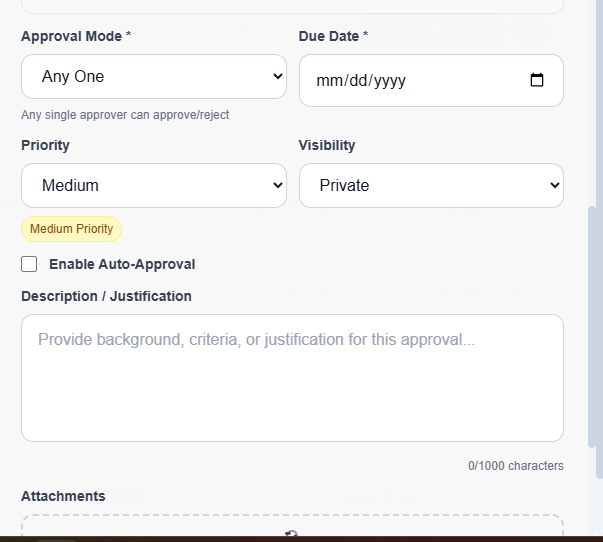 Approval Mode * Due Date *
Any One mm/dd/yyyy
Any single approver can approve/reject
Priority Visibility
Medium Private
Medium Priority
Enable Auto-Approval
Description / Justification
Provide background, criteria, or justification for this approval...
0/1000 characters
Attachments